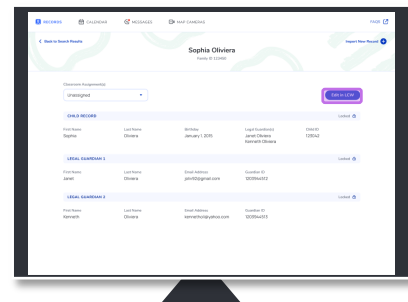 RECORDS CALENDAR MESSAGES MAP CAMERAS FAQS
Back to Search Results Import New Record
Sophia Oliviera
Family ID 123456
Classroom Assignment(s)
Unassigned Edit in LCM
CHILD RECORD Locked
First Name Last Name Birthday Legal Guardian(s) Child ID
Sophia Oliviera January 1, 2015 Janet Oliviera
Kenneth Oliviera
LEGAL GUARDIAN 1 Locked
First Name Last Name Email Address Guardian ID
Janet Oliviera
LEGAL GUARDIAN 2 Locked
First Name Last Name Email Address Guardian ID
Kenneth Oliviera